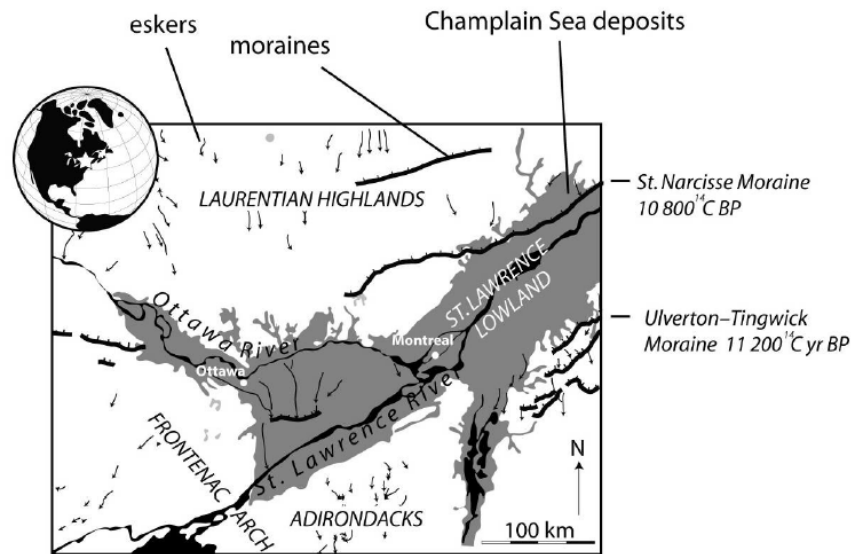 eskers
moraines
Champlain Sea deposits
LAURENTIAN HIGHLANDS
St. Narcisse Moraine
10 800 ¹⁴C BP
ST. LAWRENCE
LOWLAND
Ottawa River
Montreal
Ulverton–Tingwick
Moraine 11 200 ¹⁴C yr BP
Ottawa
St. Lawrence River
FRONTENAC ARCH
ADIRONDACKS
N
100 km